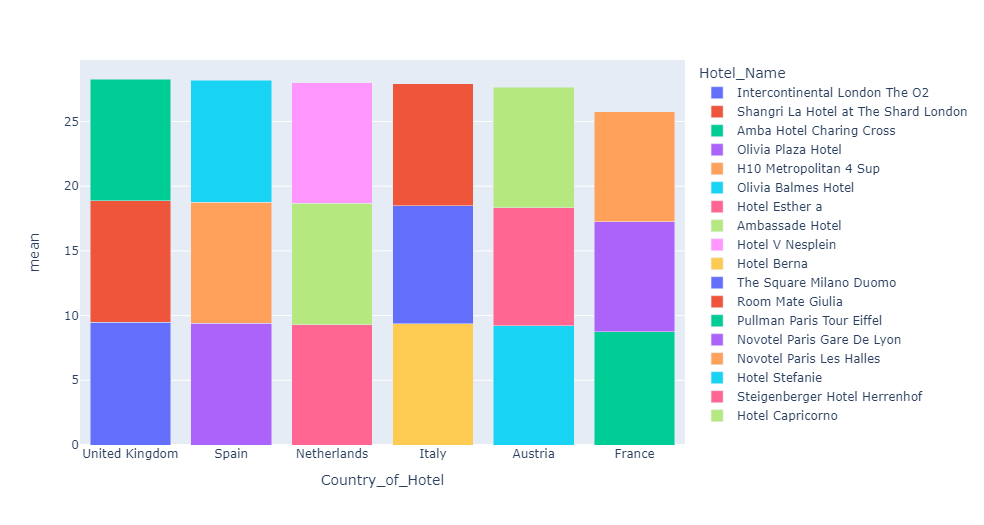 Hotel_Name
Intercontinental London The O2
Shangri La Hotel at The Shard London
Amba Hotel Charing Cross
Olivia Plaza Hotel
H10 Metropolitan 4 Sup
Olivia Balmes Hotel
Hotel Esther a
Ambassade Hotel
Hotel V Nesplein
Hotel Berna
The Square Milano Duomo
Room Mate Giulia
Pullman Paris Tour Eiffel
Novotel Paris Gare De Lyon
Novotel Paris Les Halles
Hotel Stefanie
Steigenberger Hotel Herrenhof
Hotel Capricorno
mean
25
20
15
10
5
0
United Kingdom Spain Netherlands Italy Austria France
Country_of_Hotel